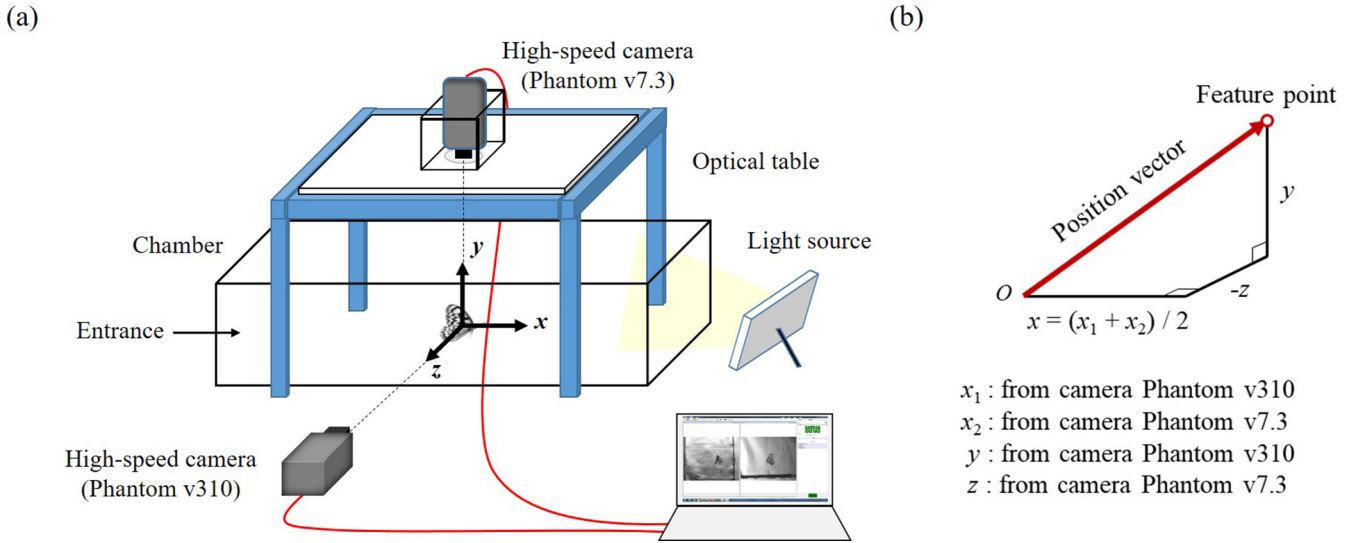 (a)
High-speed camera
(Phantom v7.3)
Optical table
Chamber
Light source
y
x
Entrance
z
High-speed camera
(Phantom v310)
(b)
Feature point
Position vector
y
O
-z
x = (x₁ + x₂) / 2
x₁ : from camera Phantom v310
x₂ : from camera Phantom v7.3
y : from camera Phantom v310
z : from camera Phantom v7.3